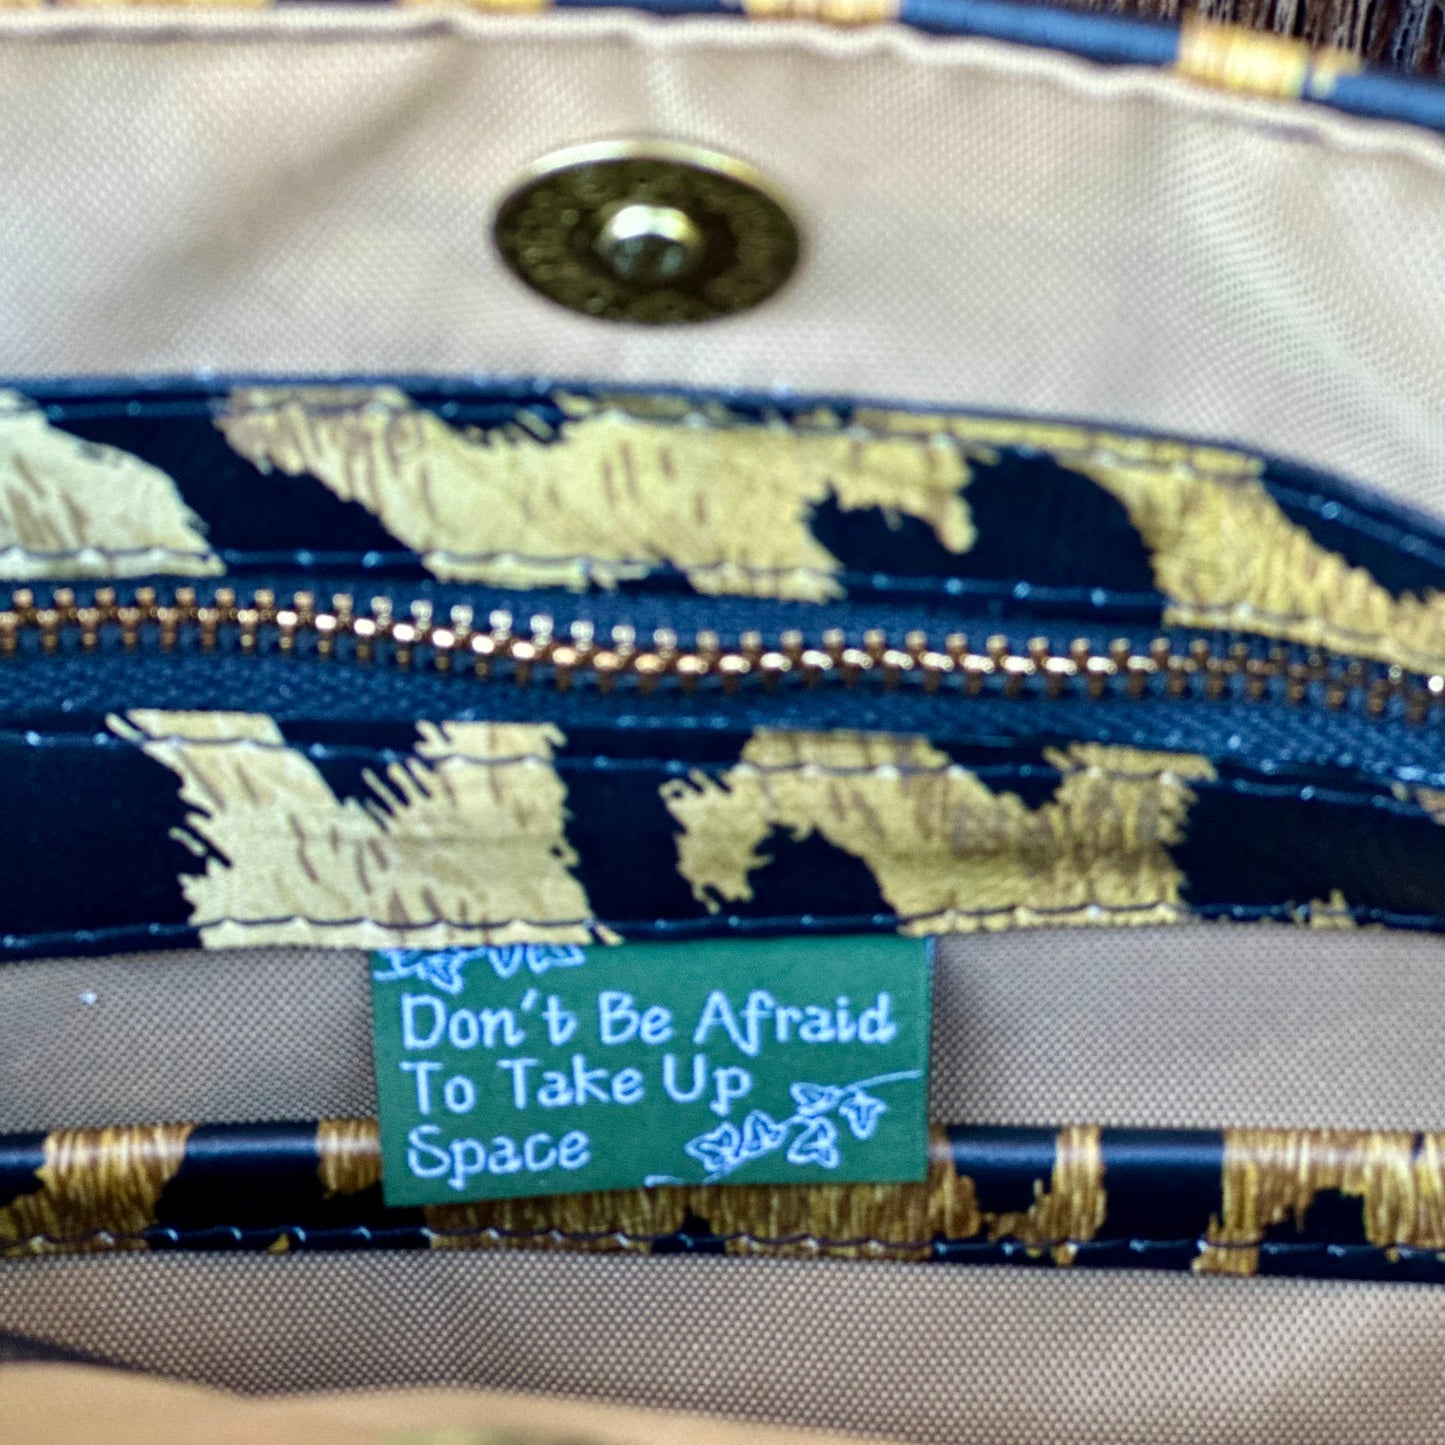 Don't Be Afraid
To Take Up
Space